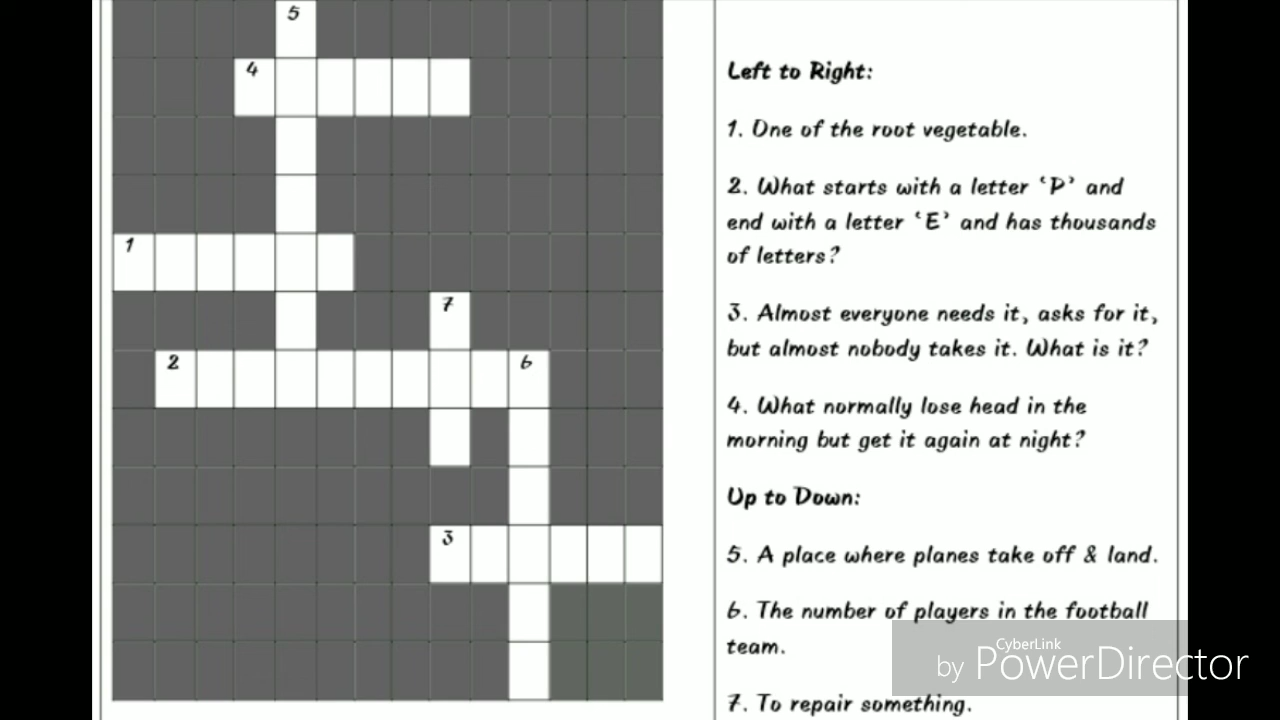 5
4
1
7
2
6
3
Left to Right:
1. One of the root vegetable.
2. What starts with a letter ‘P’ and
end with a letter ‘E’ and has thousands
of letters?
3. Almost everyone needs it, asks for it,
but almost nobody takes it. What is it?
4. What normally lose head in the
morning but get it again at night?
Up to Down:
5. A place where planes take off & land.
6. The number of players in the football
team.
7. To repair something.
CyberLink
by PowerDirector